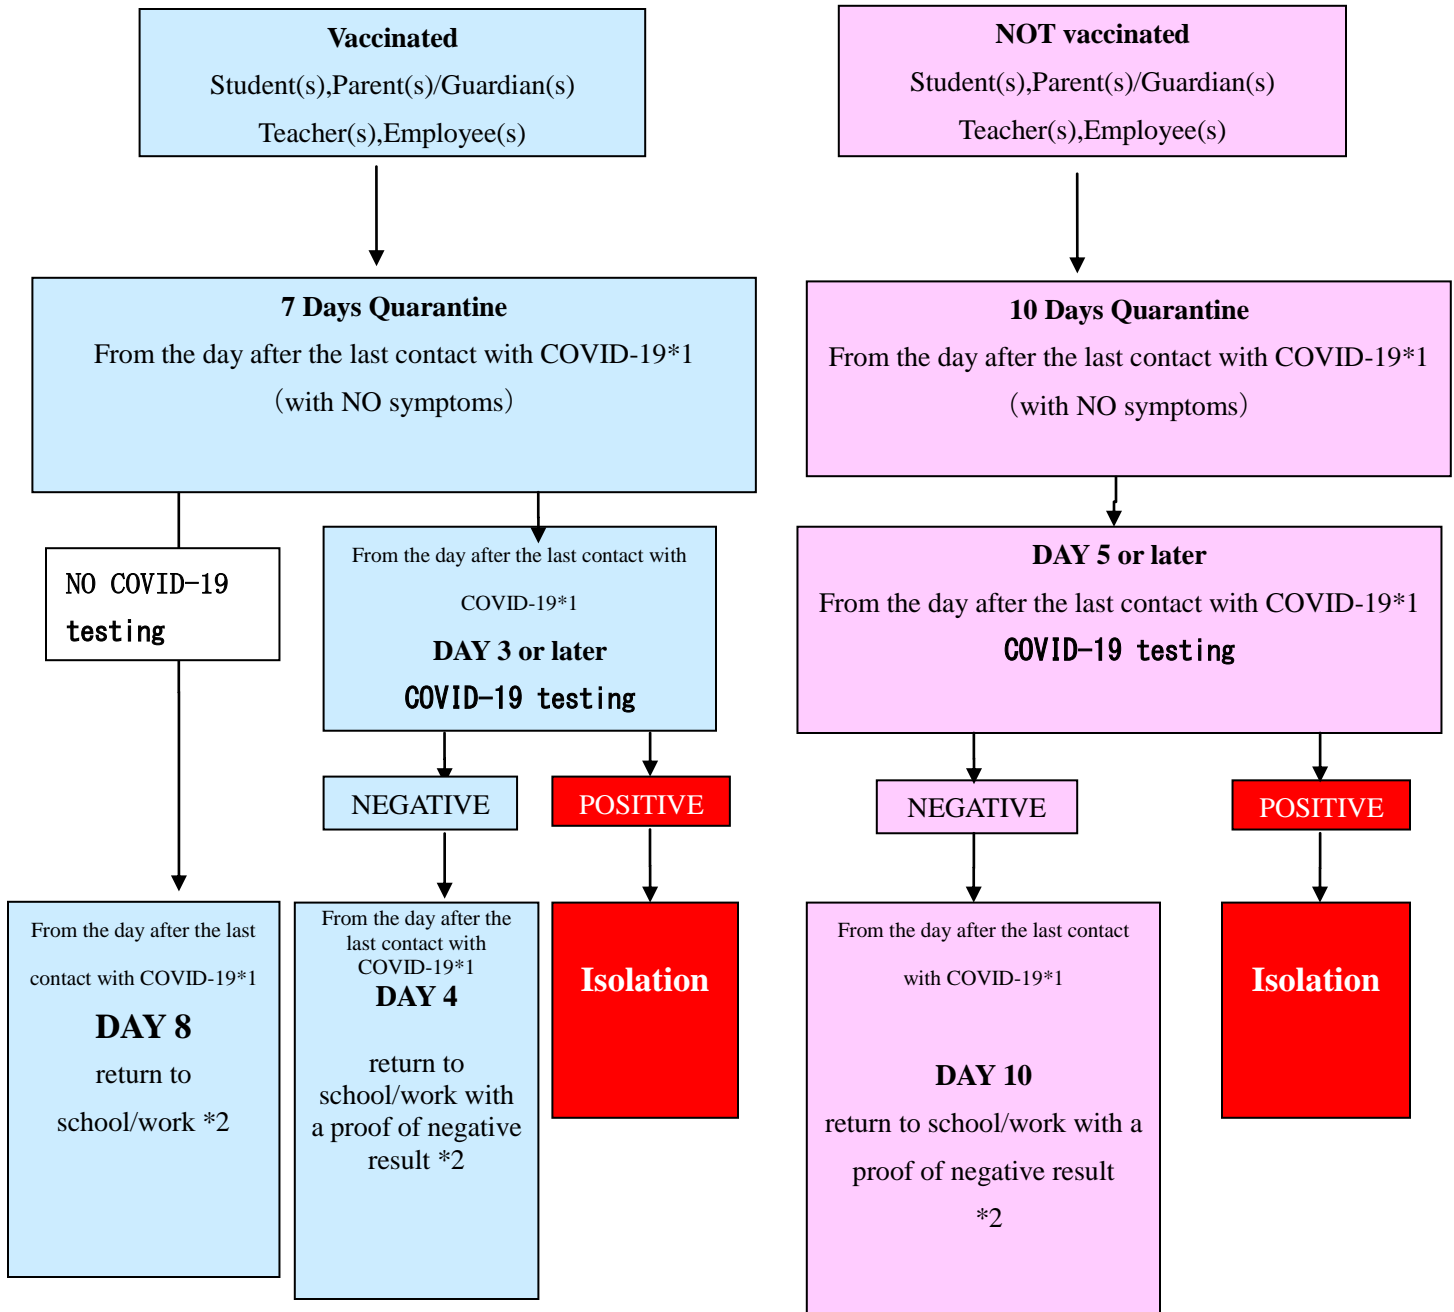 Vaccinated
Student(s),Parent(s)/Guardian(s)
Teacher(s),Employee(s)
NOT vaccinated
Student(s),Parent(s)/Guardian(s)
Teacher(s),Employee(s)
7 Days Quarantine
From the day after the last contact with COVID-19*1
（with NO symptoms）
10 Days Quarantine
From the day after the last contact with COVID-19*1
（with NO symptoms）
NO COVID-19
testing
From the day after the last contact with
COVID-19*1
DAY 3 or later
COVID-19 testing
DAY 5 or later
From the day after the last contact with COVID-19*1
COVID-19 testing
NEGATIVE
POSITIVE
NEGATIVE
POSITIVE
From the day after the last
contact with COVID-19*1
DAY 8
return to
school/work *2
From the day after the
last contact with
COVID-19*1
DAY 4
return to
school/work with
a proof of negative
result *2
Isolation
From the day after the last contact
with COVID-19*1
DAY 10
return to school/work with a
proof of negative result
*2
Isolation